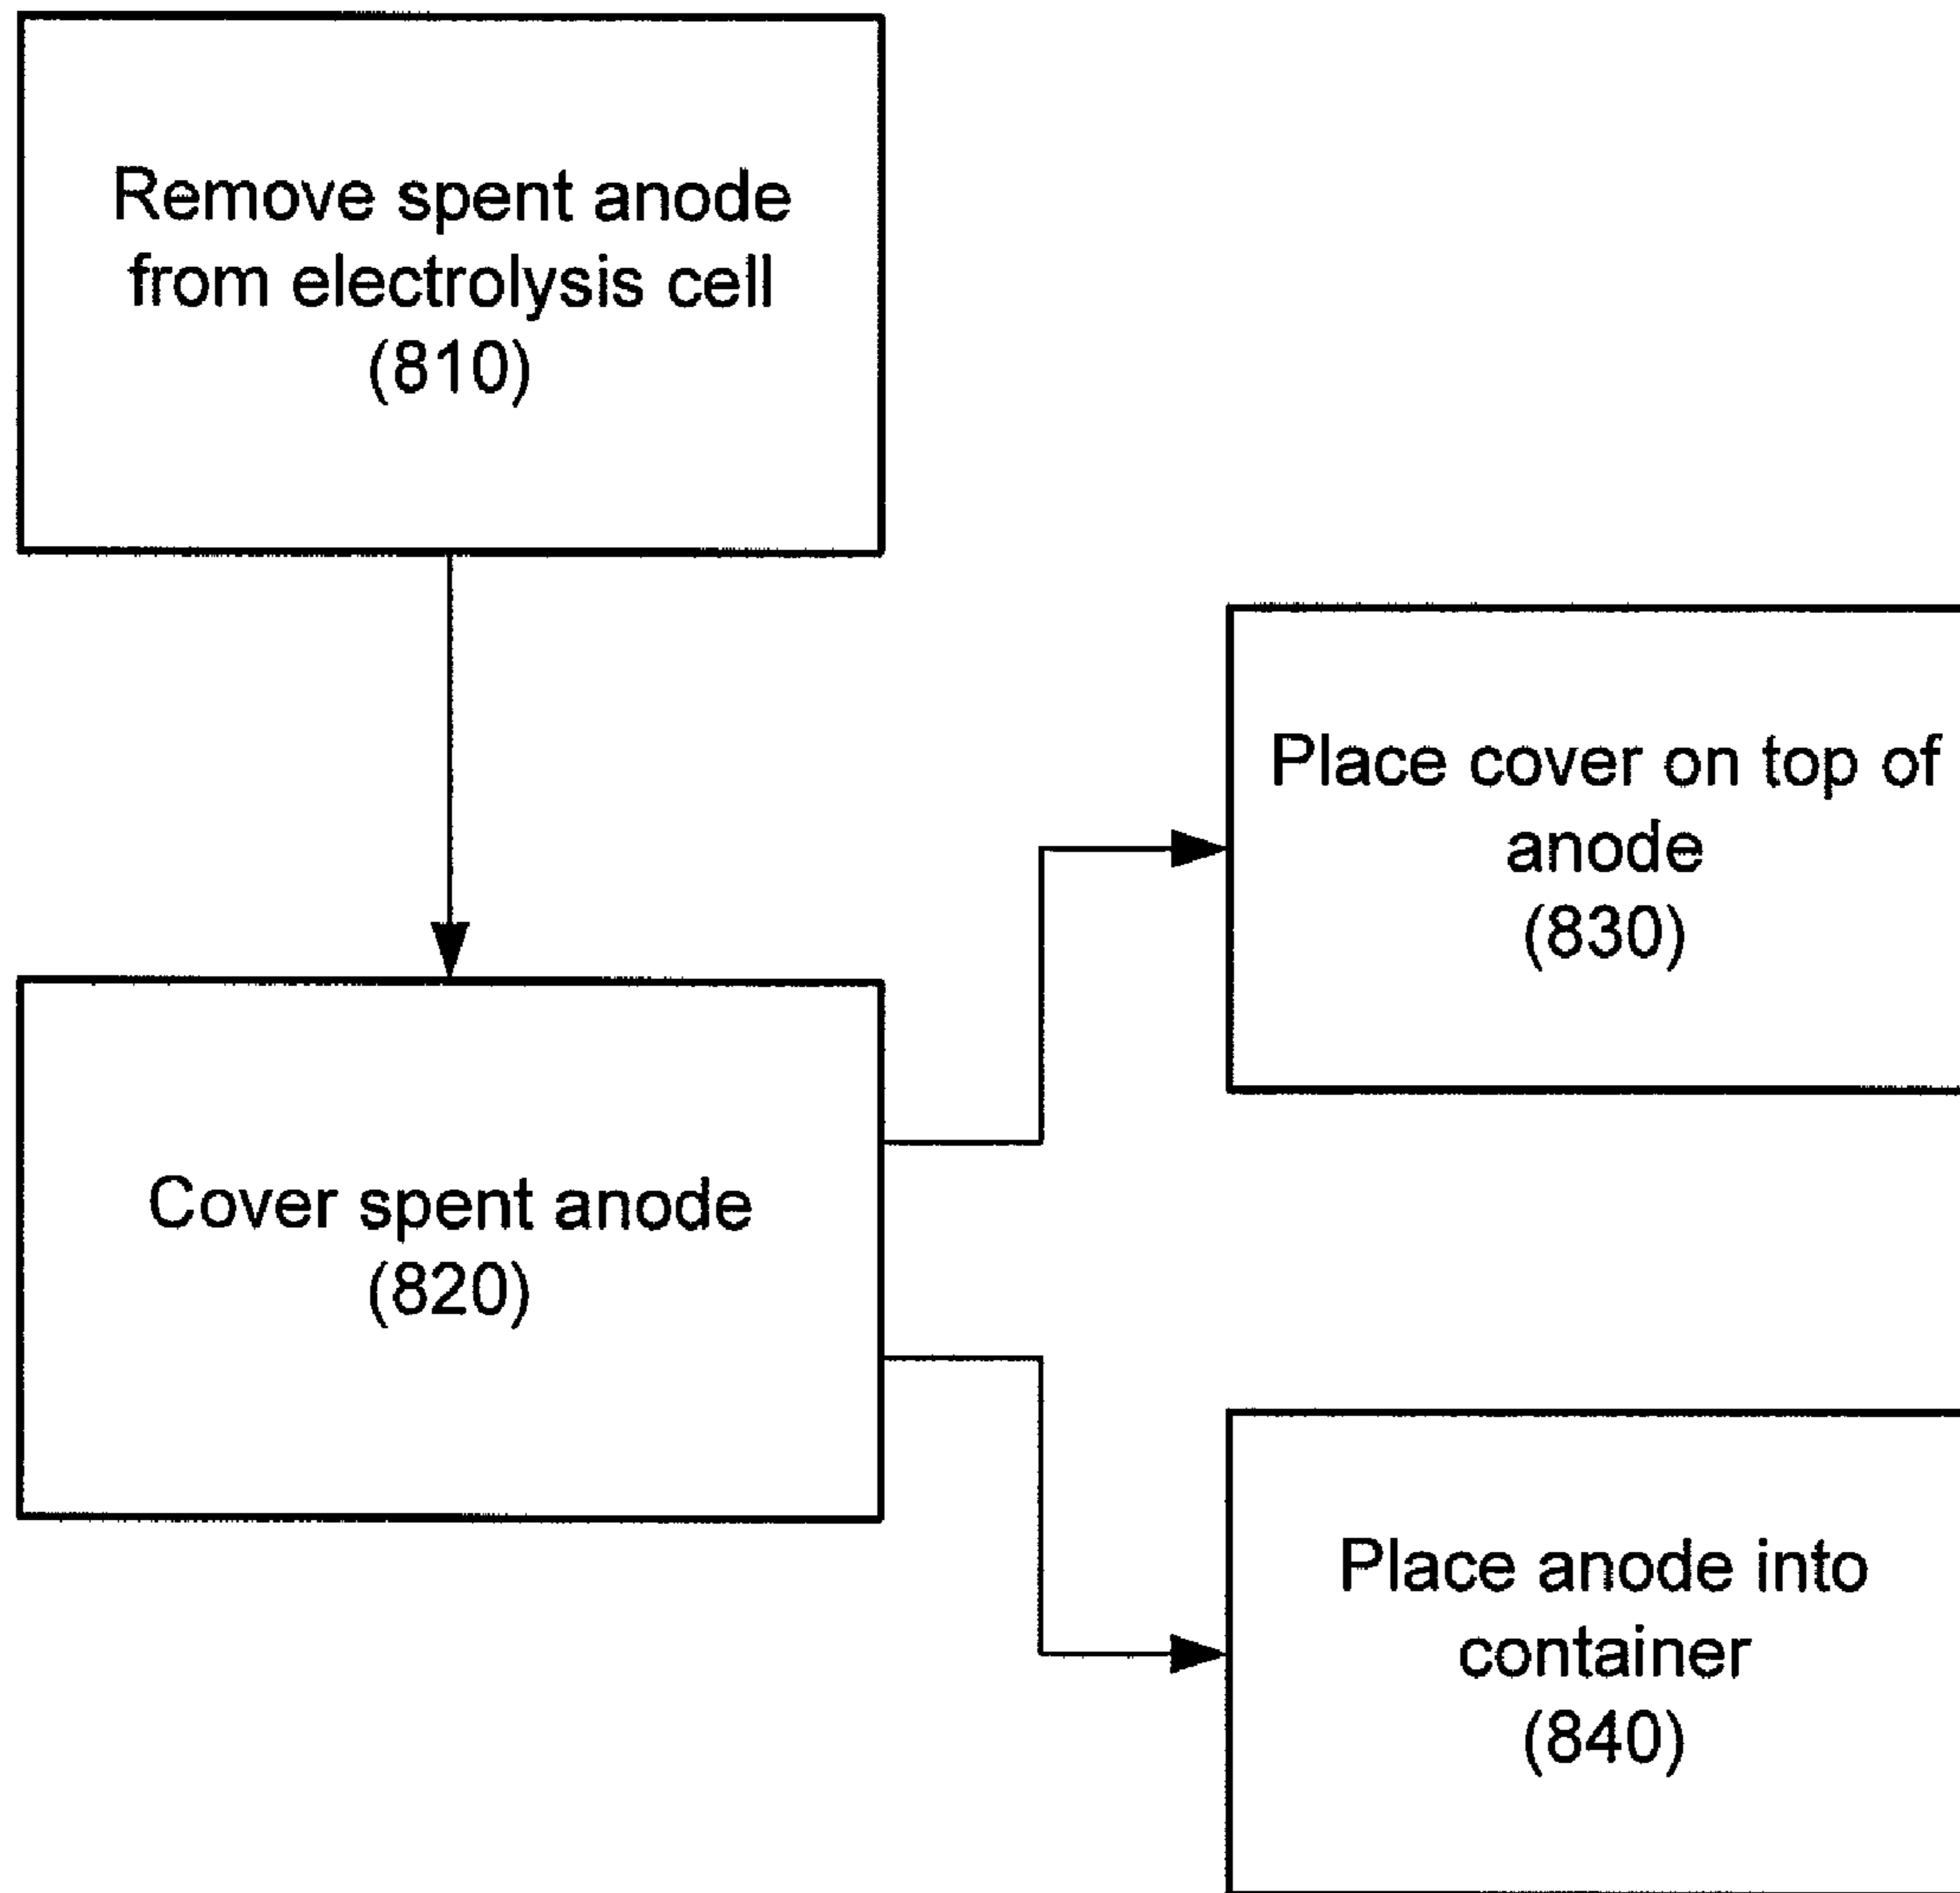 Remove spent anode
from electrolysis cell
(810)
Place cover on top of
anode
(830)
Cover spent anode
(820)
Place anode into
container
(840)